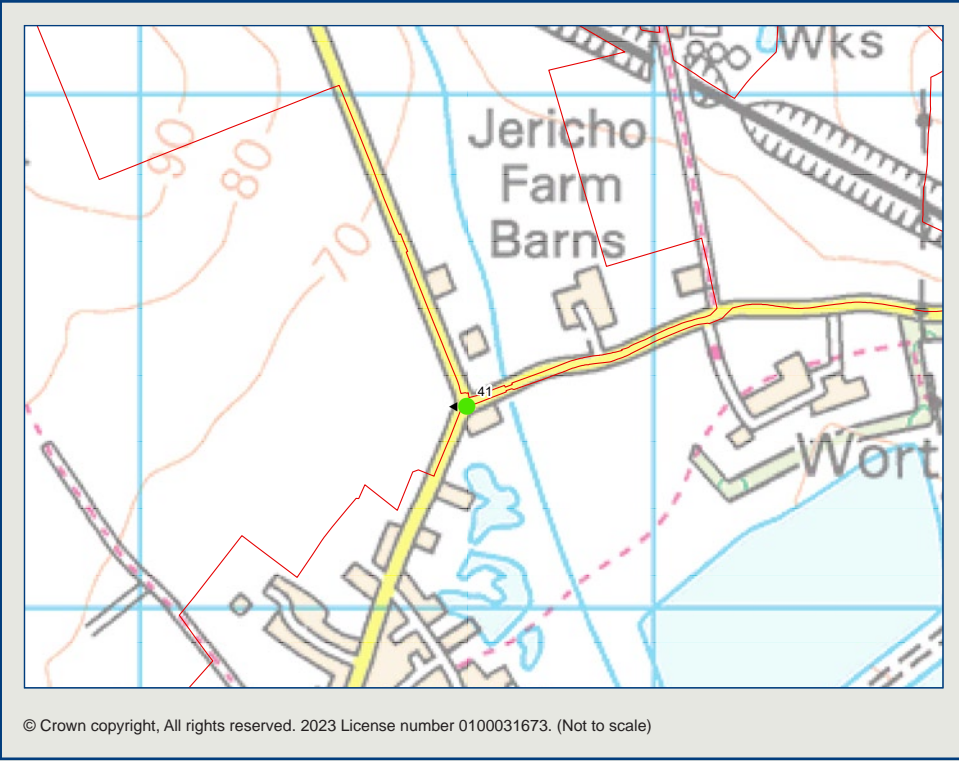 Wks
Jericho
Farm
Barns
90
80
70
41
Wort
© Crown copyright, All rights reserved. 2023 License number 0100031673. (Not to scale)